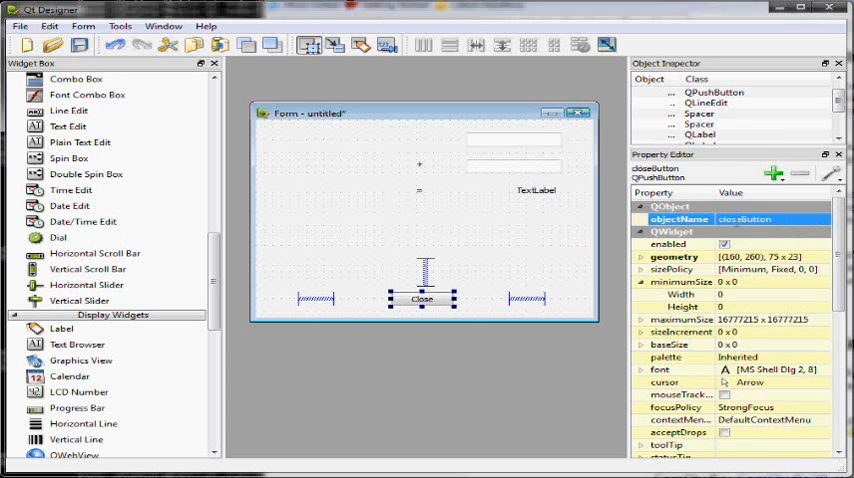 Qt Designer
File Edit Form Tools Window Help
Widget Box
Combo Box
Font Combo Box
Line Edit
Text Edit
Plain Text Edit
Spin Box
Double Spin Box
Time Edit
Date Edit
Date/Time Edit
Dial
Horizontal Scroll Bar
Vertical Scroll Bar
Horizontal Slider
Vertical Slider
Display Widgets
Label
Text Browser
Graphics View
Calendar
LCD Number
Progress Bar
Horizontal Line
Vertical Line
QWebView
Form - untitled*
+
=
TextLabel
Close
Object Inspector
Object Class
... QPushButton
... QLineEdit
... Spacer
... Spacer
... QLabel
Property Editor
closeButton
QPushButton
Property Value
QObject
objectName closeButton
QWidget
enabled
geometry [(160, 260), 75 x 23]
sizePolicy [Minimum, Fixed, 0, 0]
minimumSize 0 x 0
Width 0
Height 0
maximumSize 16777215 x 16777215
sizeIncrement 0 x 0
baseSize 0 x 0
palette Inherited
font A [MS Shell Dlg 2, 8]
cursor Arrow
mouseTrack...
focusPolicy StrongFocus
contextMen... DefaultContextMenu
acceptDrops
toolTip